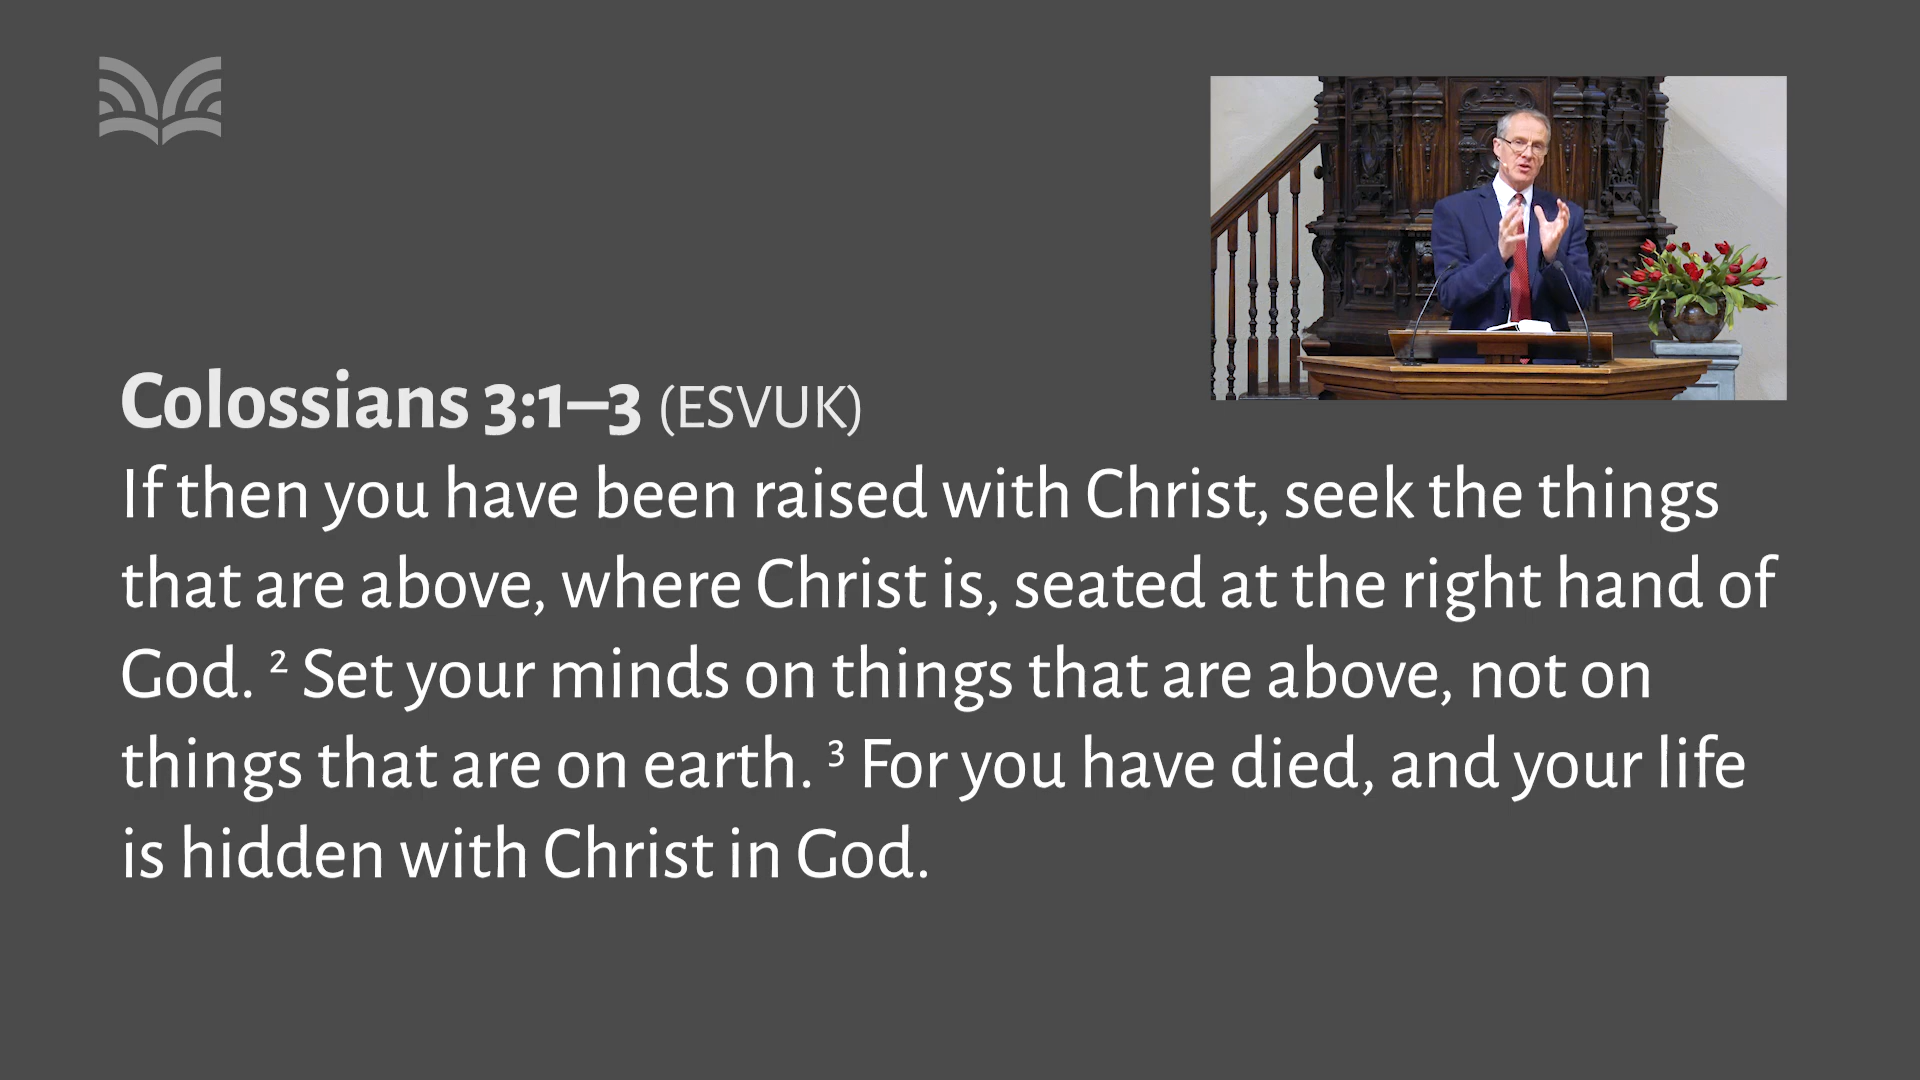 Colossians 3:1–3 (ESVUK)
If then you have been raised with Christ, seek the things
that are above, where Christ is, seated at the right hand of
God. ² Set your minds on things that are above, not on
things that are on earth. ³ For you have died, and your life
is hidden with Christ in God.